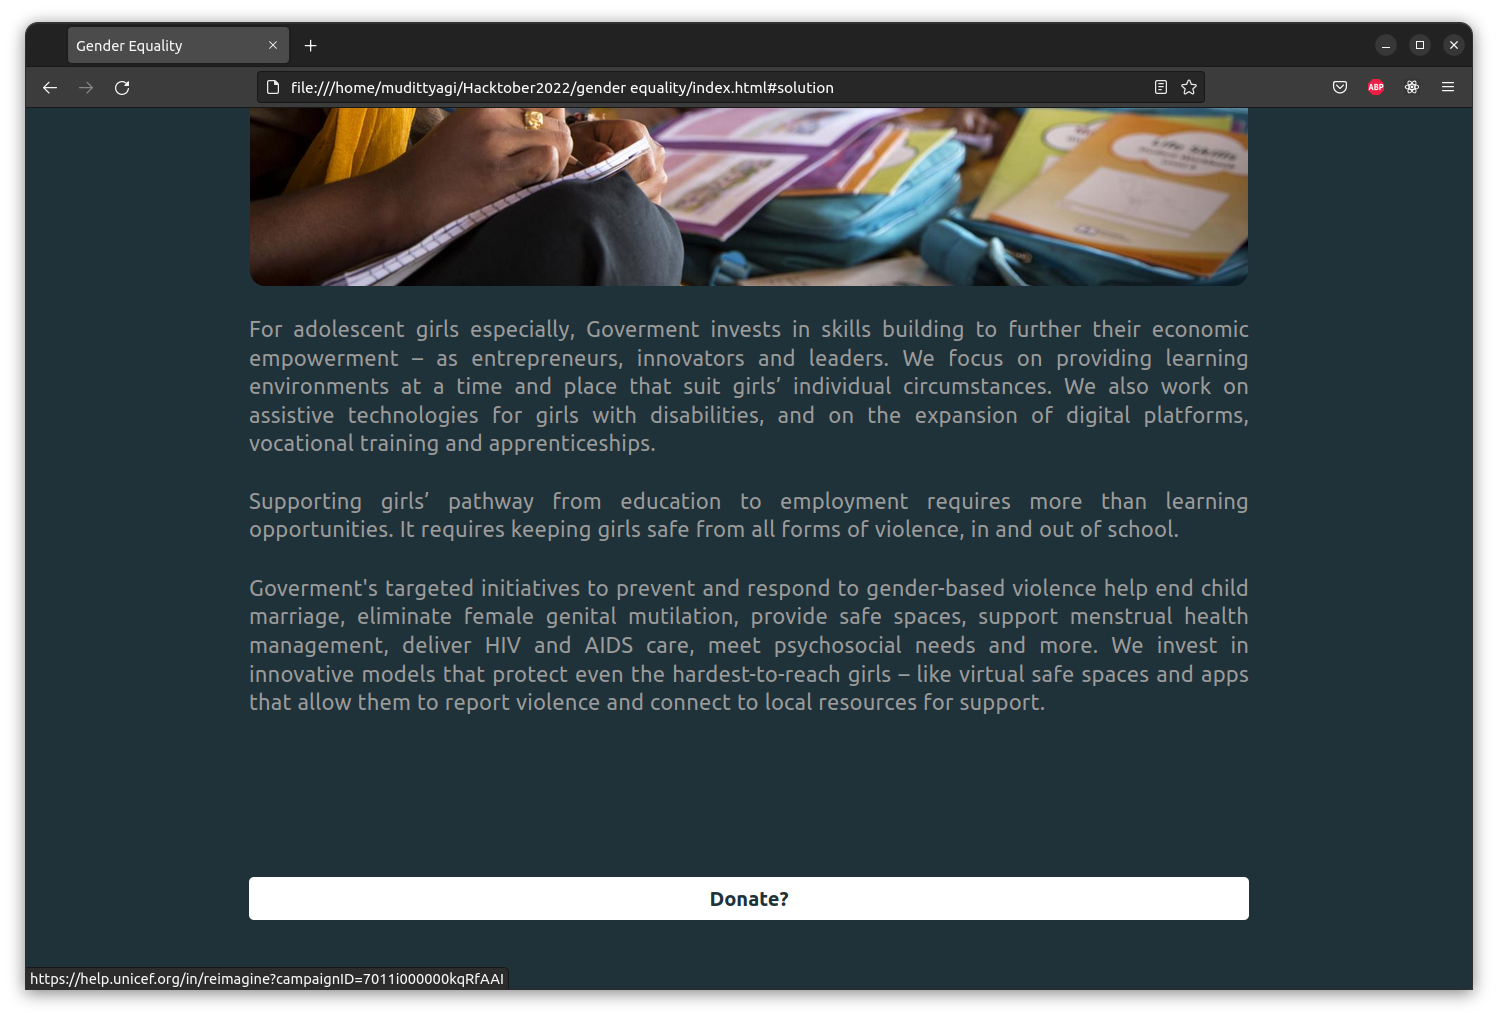 Gender Equality
file:///home/mudittyagi/Hacktober2022/gender equality/index.html#solution
ABP
Life Skills
For adolescent girls especially, Goverment invests in skills building to further their economic
empowerment – as entrepreneurs, innovators and leaders. We focus on providing learning
environments at a time and place that suit girls’ individual circumstances. We also work on
assistive technologies for girls with disabilities, and on the expansion of digital platforms,
vocational training and apprenticeships.
Supporting girls’ pathway from education to employment requires more than learning
opportunities. It requires keeping girls safe from all forms of violence, in and out of school.
Goverment's targeted initiatives to prevent and respond to gender-based violence help end child
marriage, eliminate female genital mutilation, provide safe spaces, support menstrual health
management, deliver HIV and AIDS care, meet psychosocial needs and more. We invest in
innovative models that protect even the hardest-to-reach girls – like virtual safe spaces and apps
that allow them to report violence and connect to local resources for support.
Donate?
https://help.unicef.org/in/reimagine?campaignID=7011i000000kqRfAAI